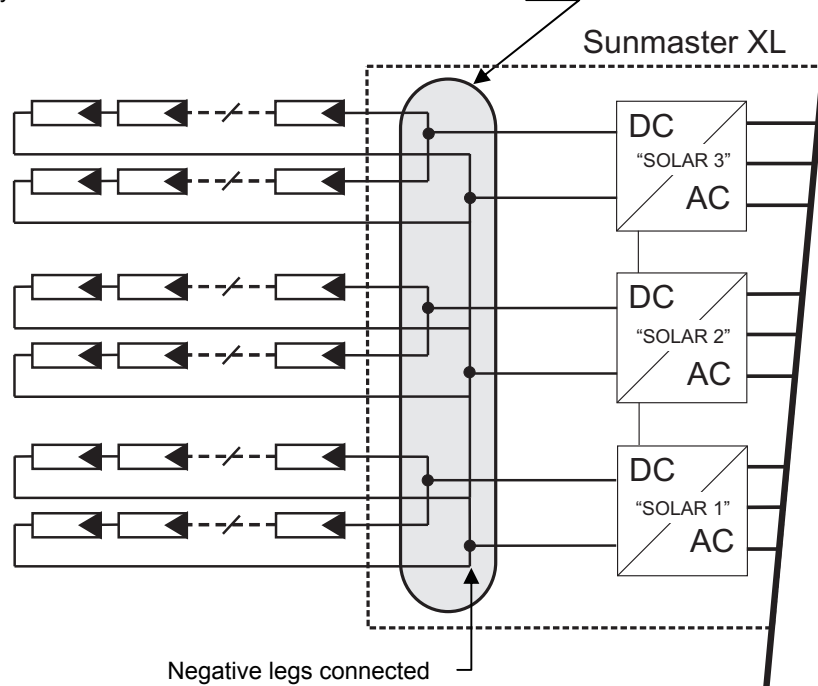 Sunmaster XL
DC
“SOLAR 3”
AC
DC
“SOLAR 2”
AC
DC
“SOLAR 1”
AC
Negative legs connected